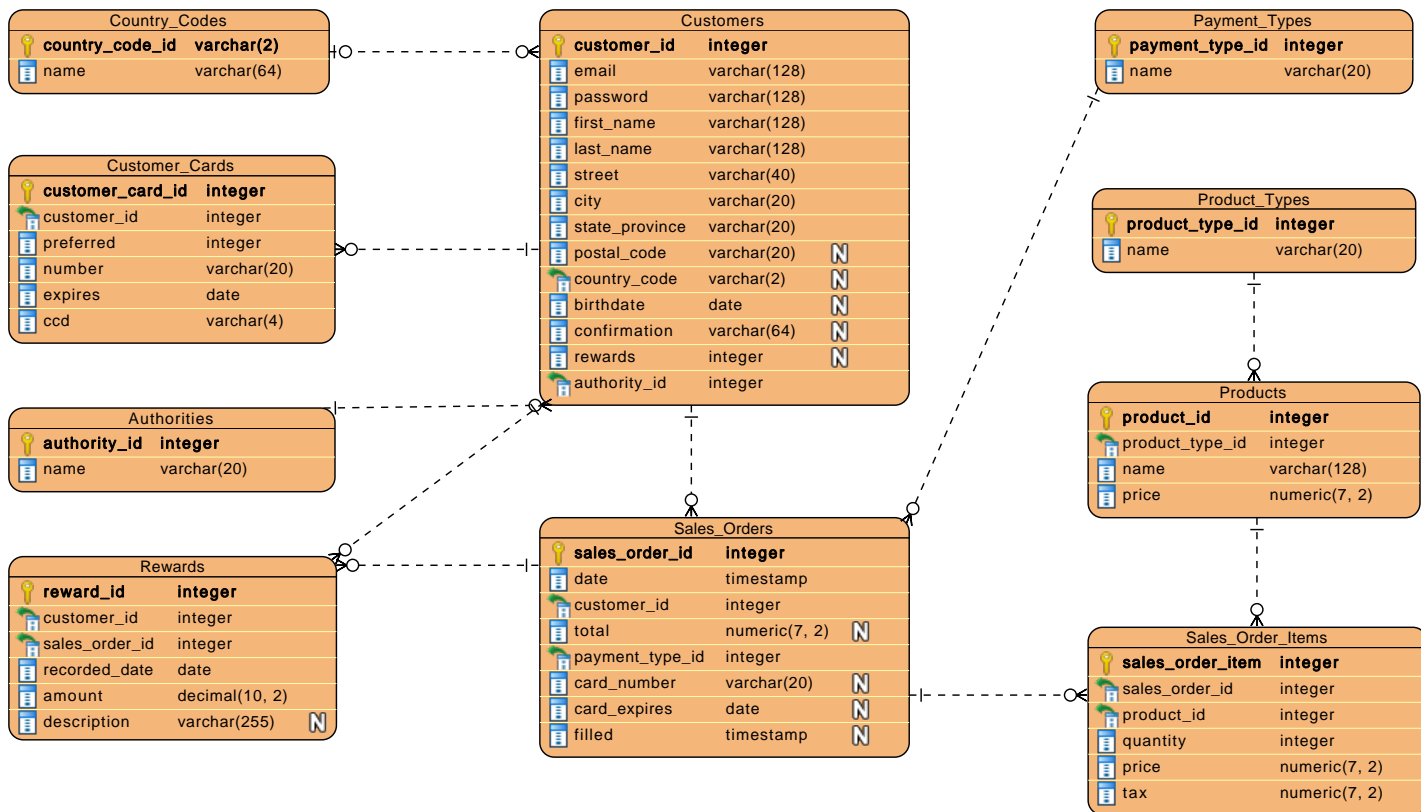 Country_Codes
country_code_id varchar(2)
name varchar(64)
Customer_Cards
customer_card_id integer
customer_id integer
preferred integer
number varchar(20)
expires date
ccd varchar(4)
Authorities
authority_id integer
name varchar(20)
Rewards
reward_id integer
customer_id integer
sales_order_id integer
recorded_date date
amount decimal(10, 2)
description varchar(255) N
Customers
customer_id integer
email varchar(128)
password varchar(128)
first_name varchar(128)
last_name varchar(128)
street varchar(40)
city varchar(20)
state_province varchar(20)
postal_code varchar(20) N
country_code varchar(2) N
birthdate date N
confirmation varchar(64) N
rewards integer N
authority_id integer
Sales_Orders
sales_order_id integer
date timestamp
customer_id integer
total numeric(7, 2) N
payment_type_id integer
card_number varchar(20) N
card_expires date N
filled timestamp N
Payment_Types
payment_type_id integer
name varchar(20)
Product_Types
product_type_id integer
name varchar(20)
Products
product_id integer
product_type_id integer
name varchar(128)
price numeric(7, 2)
Sales_Order_Items
sales_order_item integer
sales_order_id integer
product_id integer
quantity integer
price numeric(7, 2)
tax numeric(7, 2)